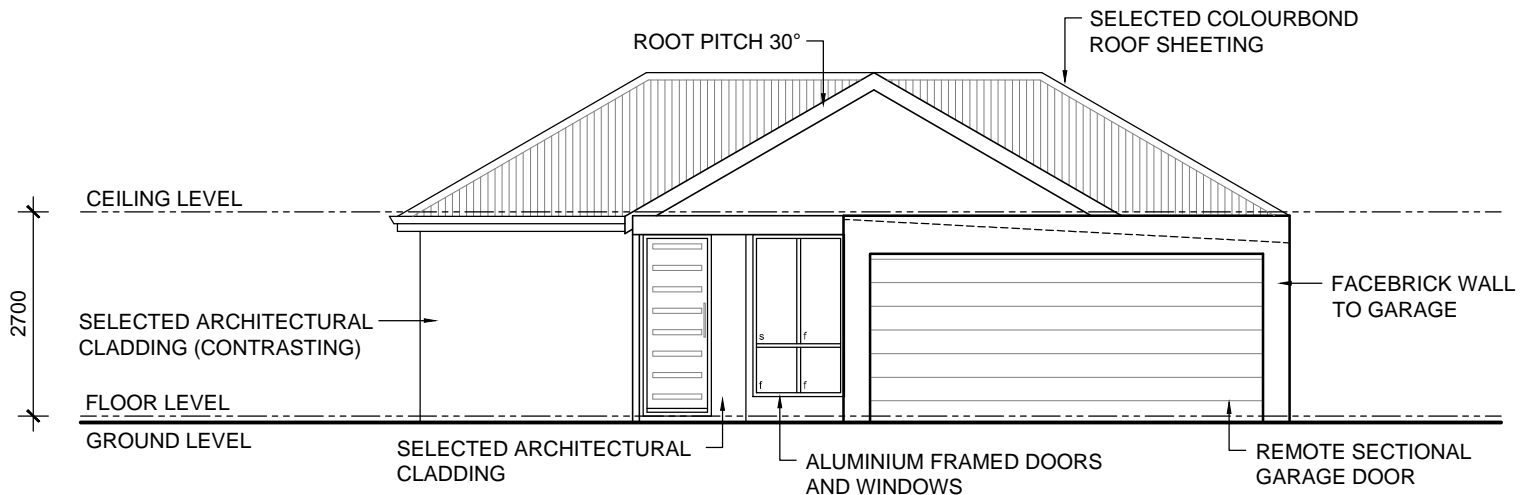 SELECTED COLOURBOND
ROOF SHEETING
ROOT PITCH 30°
CEILING LEVEL
2700
FACEBRICK WALL
TO GARAGE
SELECTED ARCHITECTURAL
CLADDING (CONTRASTING)
s f
f f
FLOOR LEVEL
GROUND LEVEL
SELECTED ARCHITECTURAL
CLADDING
ALUMINIUM FRAMED DOORS
AND WINDOWS
REMOTE SECTIONAL
GARAGE DOOR